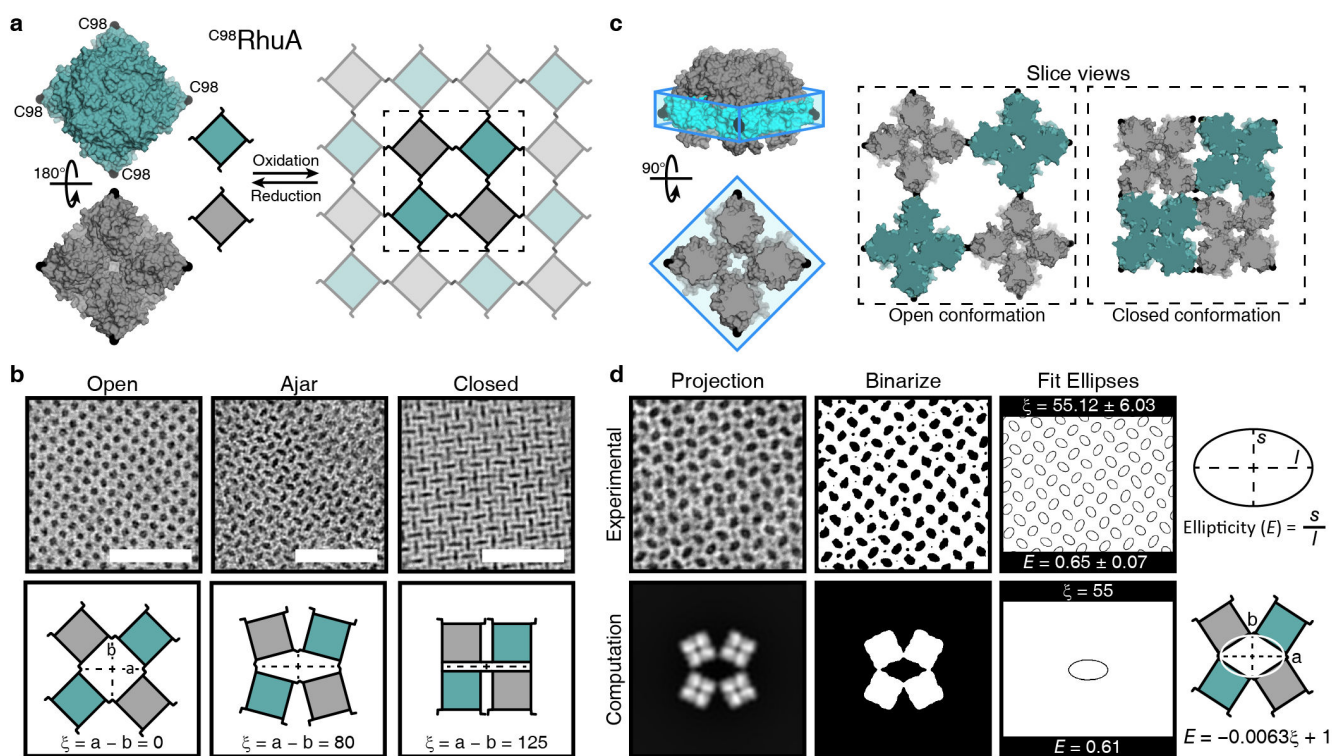 a
C98
C98
C98
C98
180°
C98RhuA
Oxidation
Reduction
c
90°
Slice views
Open conformation
Closed conformation
b
Open
Ajar
Closed
b
a
ξ = a − b = 0
ξ = a − b = 80
ξ = a − b = 125
d
Projection
Binarize
Fit Ellipses
Experimental
ξ = 55.12 ± 6.03
E = 0.65 ± 0.07
s
l
Ellipticity (E) = s
l
Computation
ξ = 55
E = 0.61
b
a
E = −0.0063ξ + 1